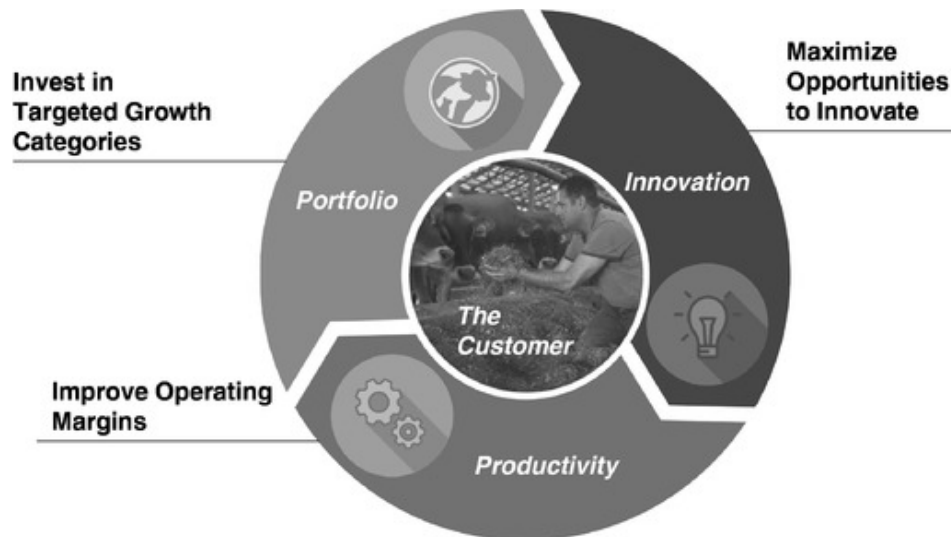 Invest in
Targeted Growth
Categories
Maximize
Opportunities
to Innovate
Portfolio
Innovation
The
Customer
Improve Operating
Margins
Productivity